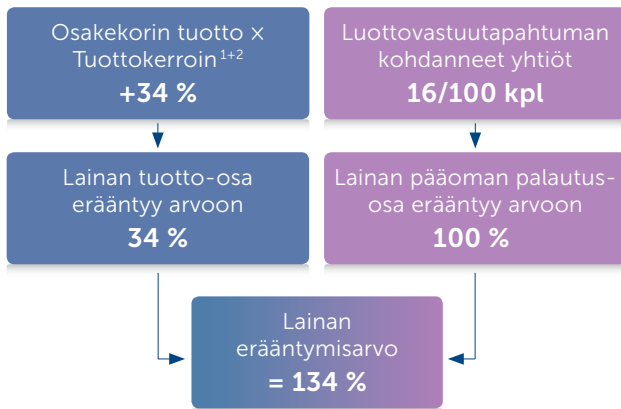 Osakekorin tuotto ×
Tuottokerroin¹⁺²
+34 %
Luottovastuutapahtuman
kohdanneet yhtiöt
16/100 kpl
Lainan tuotto-osa
erääntyy arvoon
34 %
Lainan pääoman palautus-
osa erääntyy arvoon
100 %
Lainan
erääntymisarvo
= 134 %